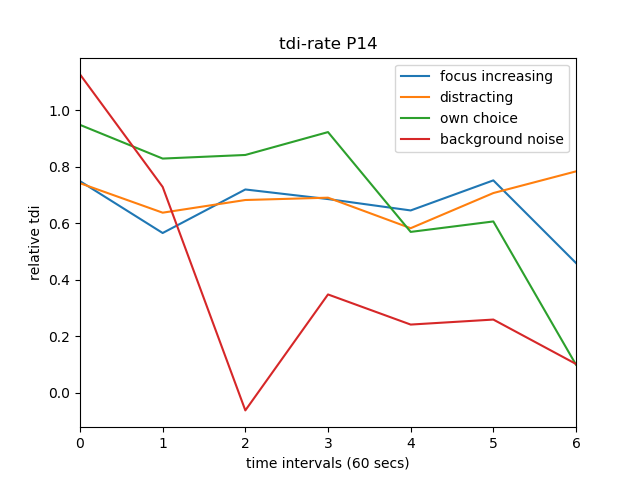 tdi-rate P14
focus increasing
distracting
own choice
background noise
relative tdi
1.0
0.8
0.6
0.4
0.2
0.0
0 1 2 3 4 5 6
time intervals (60 secs)